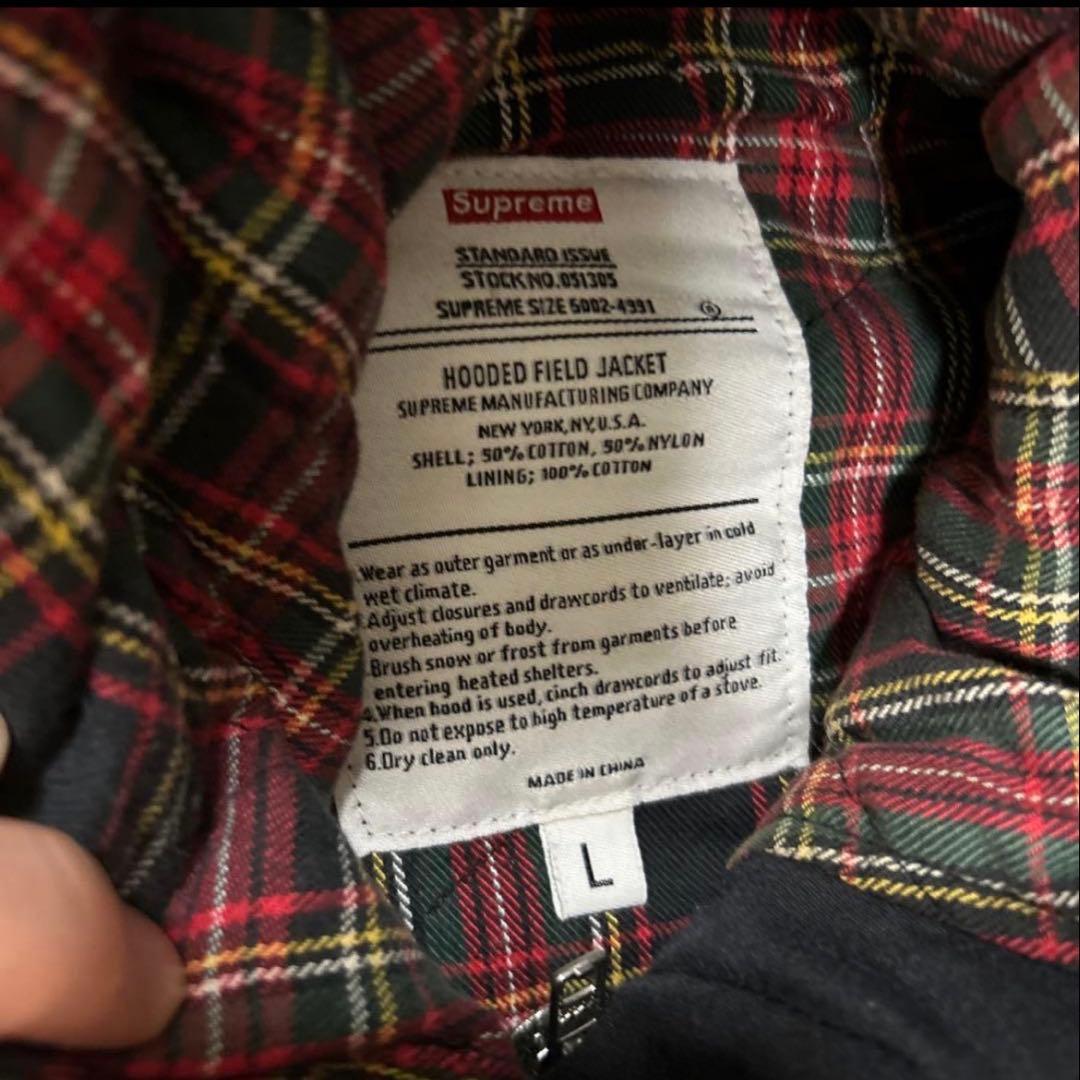 Supreme
STANDARD ISSUE
STOCK NO. 051305
SUPREME SIZE 5002-4991 ®
HOODED FIELD JACKET
SUPREME MANUFACTURING COMPANY
NEW YORK, NY, U.S.A.
SHELL; 50% COTTON, 50% NYLON
LINING; 100% COTTON
Wear as outer garment or as under-layer in cold
wet climate.
Adjust closures and drawcords to ventilate; avoid
overheating of body.
Brush snow or frost from garments before
entering heated shelters.
4.When hood is used, cinch drawcords to adjust fit.
5.Do not expose to high temperature of a stove.
6.Dry clean only.
MADE IN CHINA
L